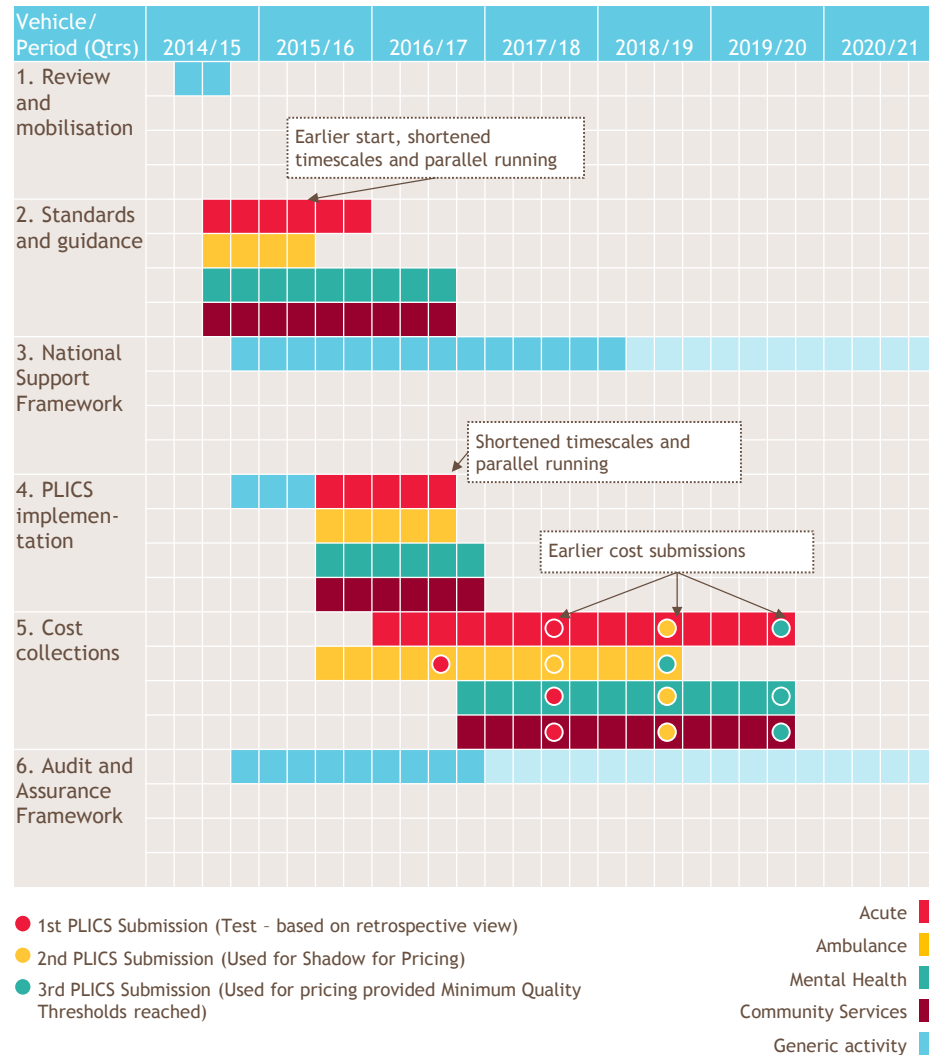 Vehicle/
Period (Qtrs)
2014/15
2015/16
2016/17
2017/18
2018/19
2019/20
2020/21
1. Review
and
mobilisation
Earlier start, shortened
timescales and parallel running
2. Standards
and guidance
3. National
Support
Framework
Shortened timescales and
parallel running
4. PLICS
implemen-
tation
Earlier cost submissions
5. Cost
collections
6. Audit and
Assurance
Framework
1st PLICS Submission (Test – based on retrospective view)
2nd PLICS Submission (Used for Shadow for Pricing)
3rd PLICS Submission (Used for pricing provided Minimum Quality
Thresholds reached)
Acute
Ambulance
Mental Health
Community Services
Generic activity